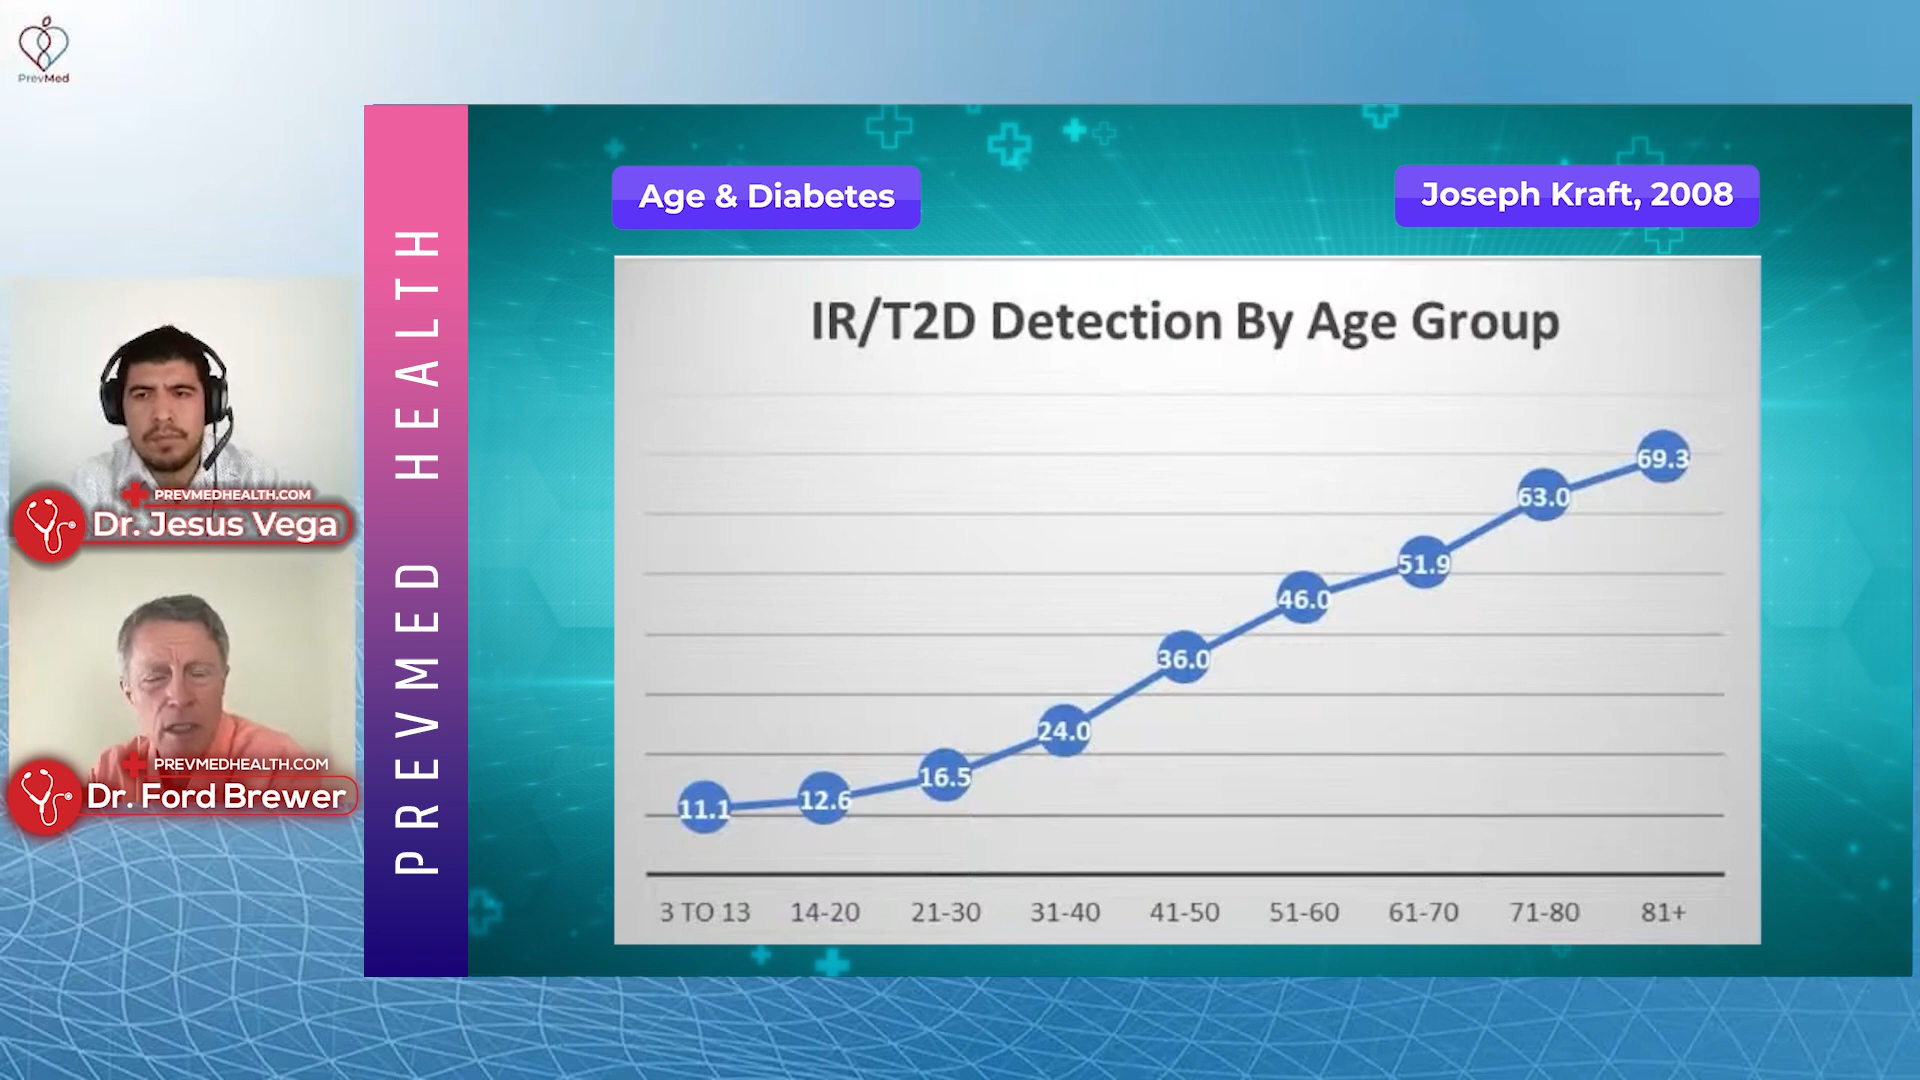 PrevMed
PREVMED HEALTH
Age & Diabetes
Joseph Kraft, 2008
IR/T2D Detection By Age Group
69.3
63.0
51.9
46.0
36.0
24.0
16.5
12.6
11.1
3 TO 13 14-20 21-30 31-40 41-50 51-60 61-70 71-80 81+
PREVMEDHEALTH.COM
Dr. Jesus Vega
PREVMEDHEALTH.COM
Dr. Ford Brewer